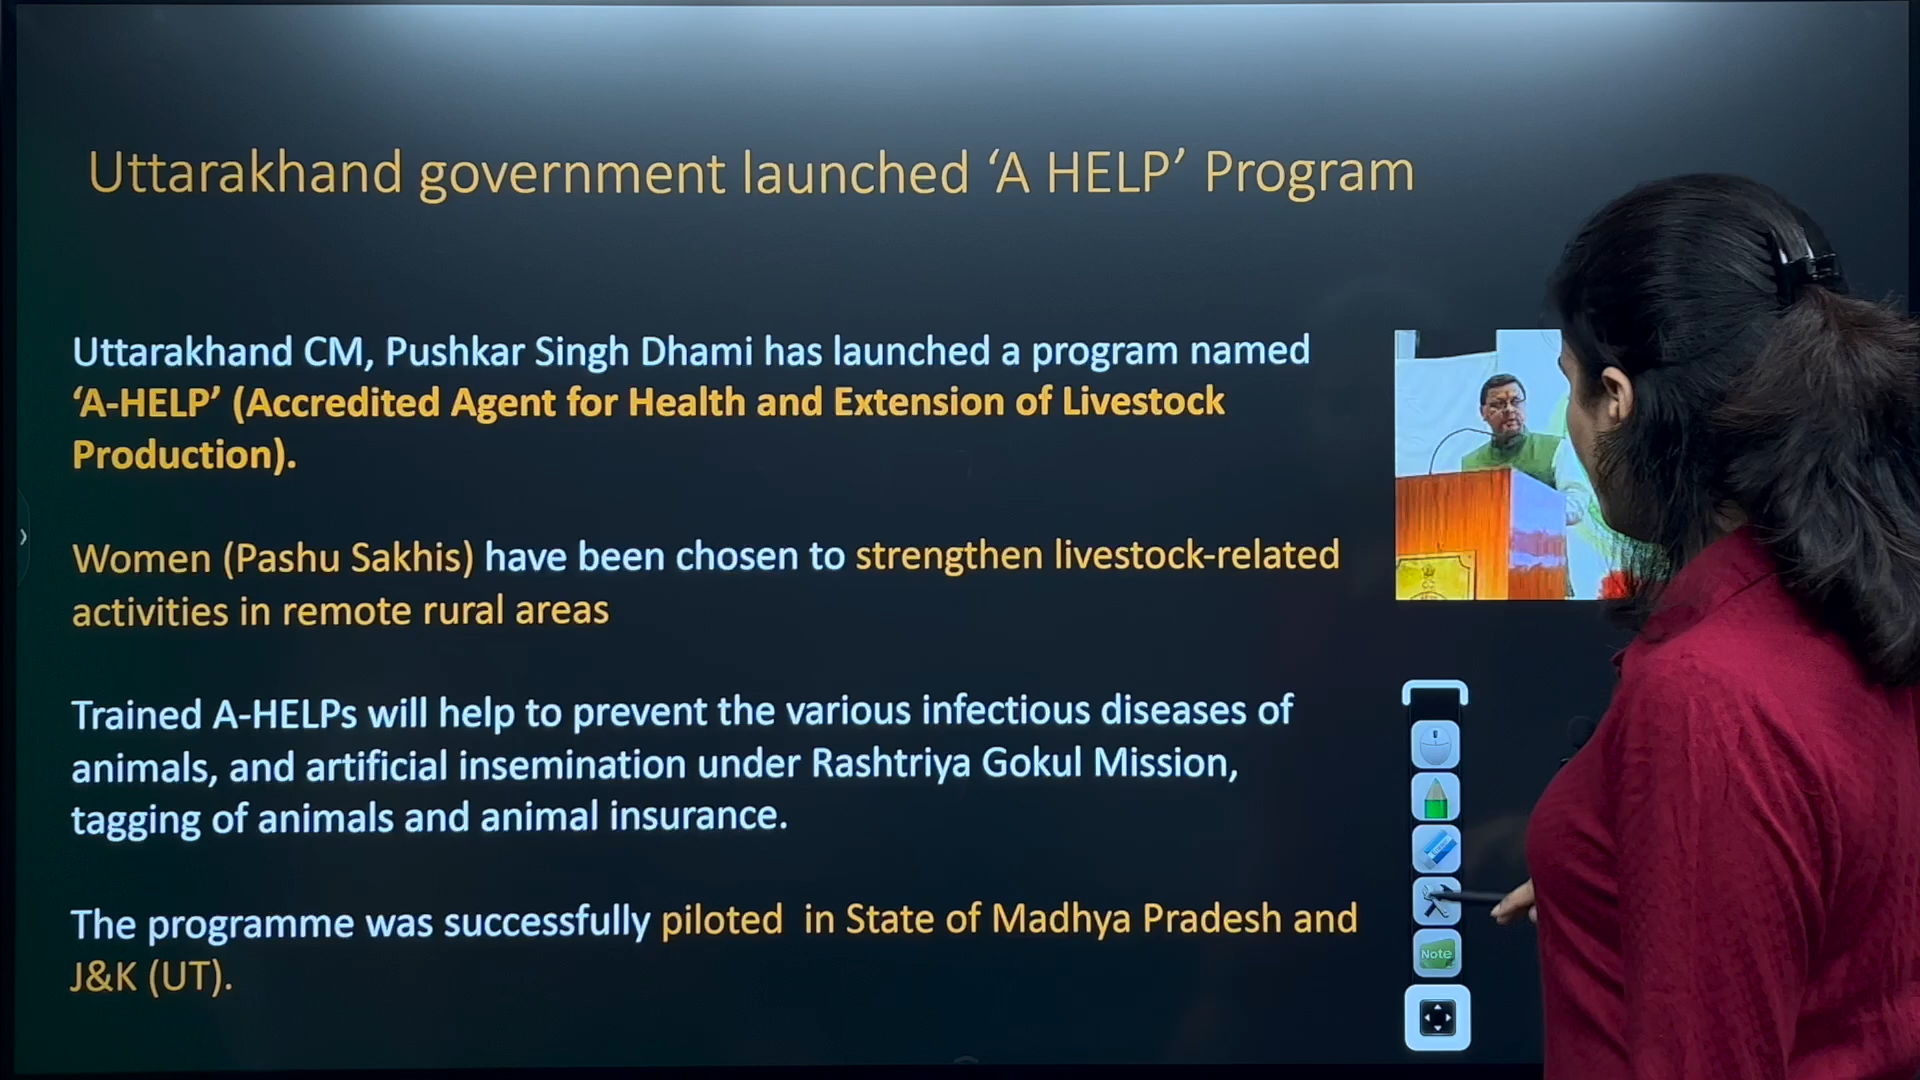 Uttarakhand government launched ‘A HELP’ Program
Uttarakhand CM, Pushkar Singh Dhami has launched a program named
‘A-HELP’ (Accredited Agent for Health and Extension of Livestock
Production).
Women (Pashu Sakhis) have been chosen to strengthen livestock-related
activities in remote rural areas
Trained A-HELPs will help to prevent the various infectious diseases of
animals, and artificial insemination under Rashtriya Gokul Mission,
tagging of animals and animal insurance.
The programme was successfully piloted in State of Madhya Pradesh and
J&K (UT).
Note